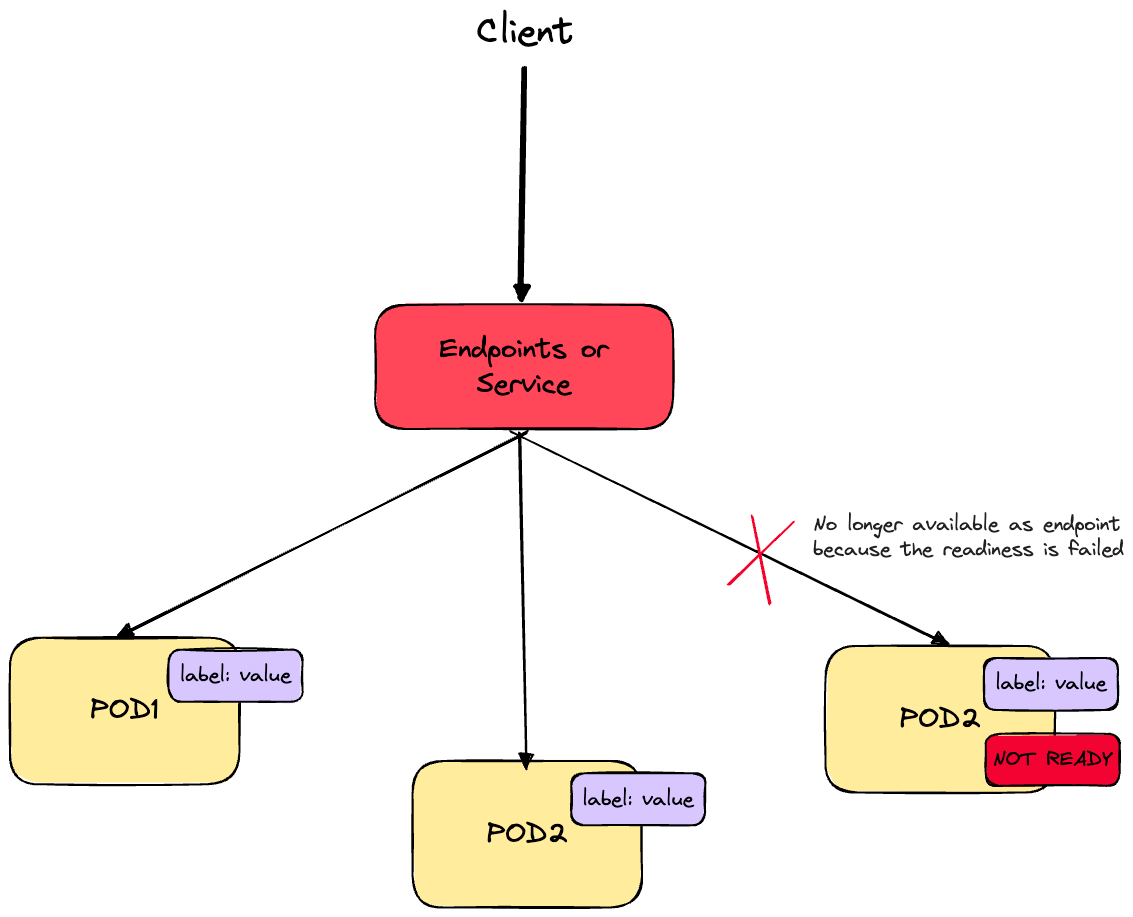 Client
Endpoints or
Service
No longer available as endpoint
because the readiness is failed
label: value
POD1
label: value
POD2
NOT READY
label: value
POD2